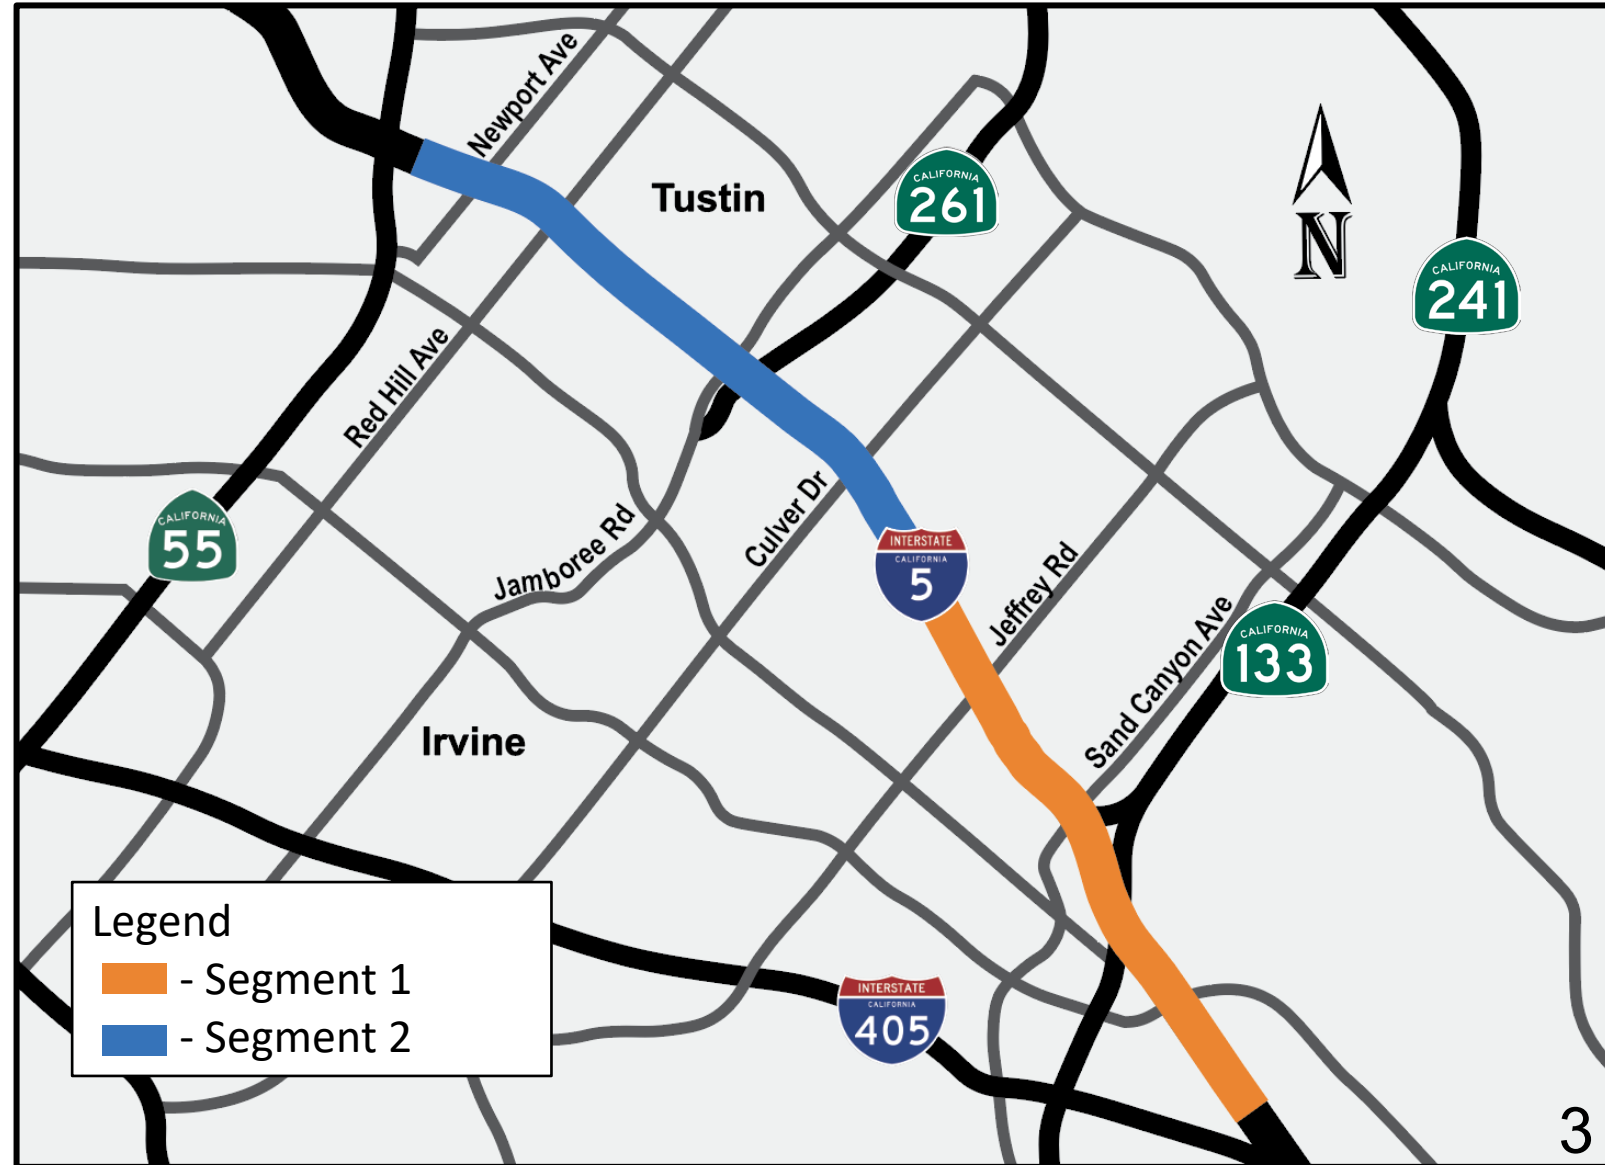 Newport Ave
Tustin
CALIFORNIA
261
N
CALIFORNIA
241
Red Hill Ave
CALIFORNIA
55
Jamboree Rd
Culver Dr
INTERSTATE
CALIFORNIA
5
Jeffrey Rd
Sand Canyon Ave
CALIFORNIA
133
Irvine
Legend
- Segment 1
- Segment 2
INTERSTATE
CALIFORNIA
405
3